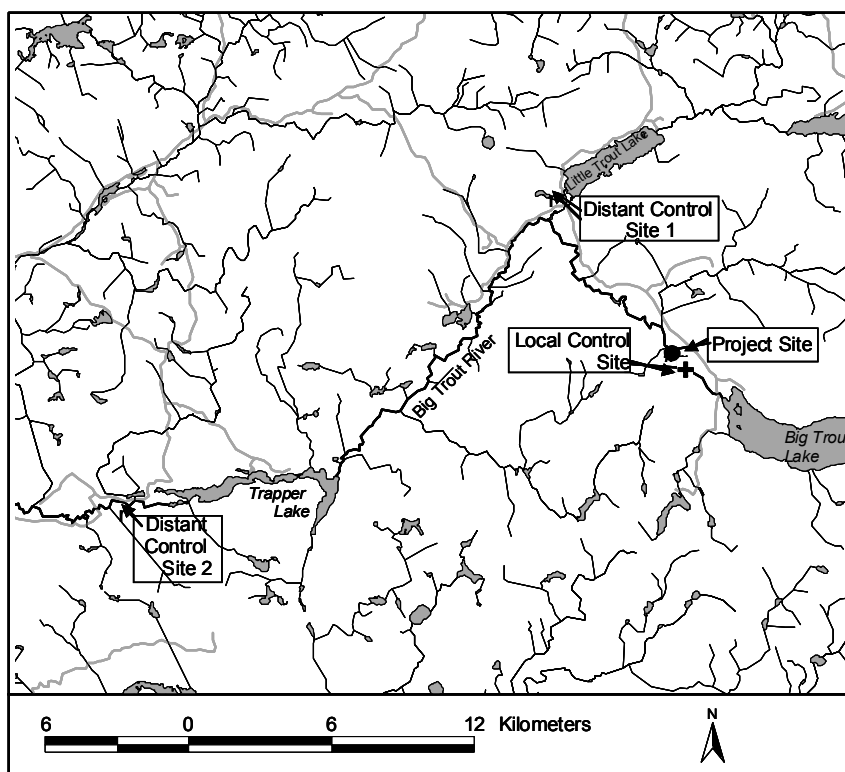 Little Trout Lake
Distant Control
Site 1
Local Control
Site
Project Site
Big Trout River
Big Trou
Lake
Trapper
Lake
Distant
Control
Site 2
6 0 6 12 Kilometers
N